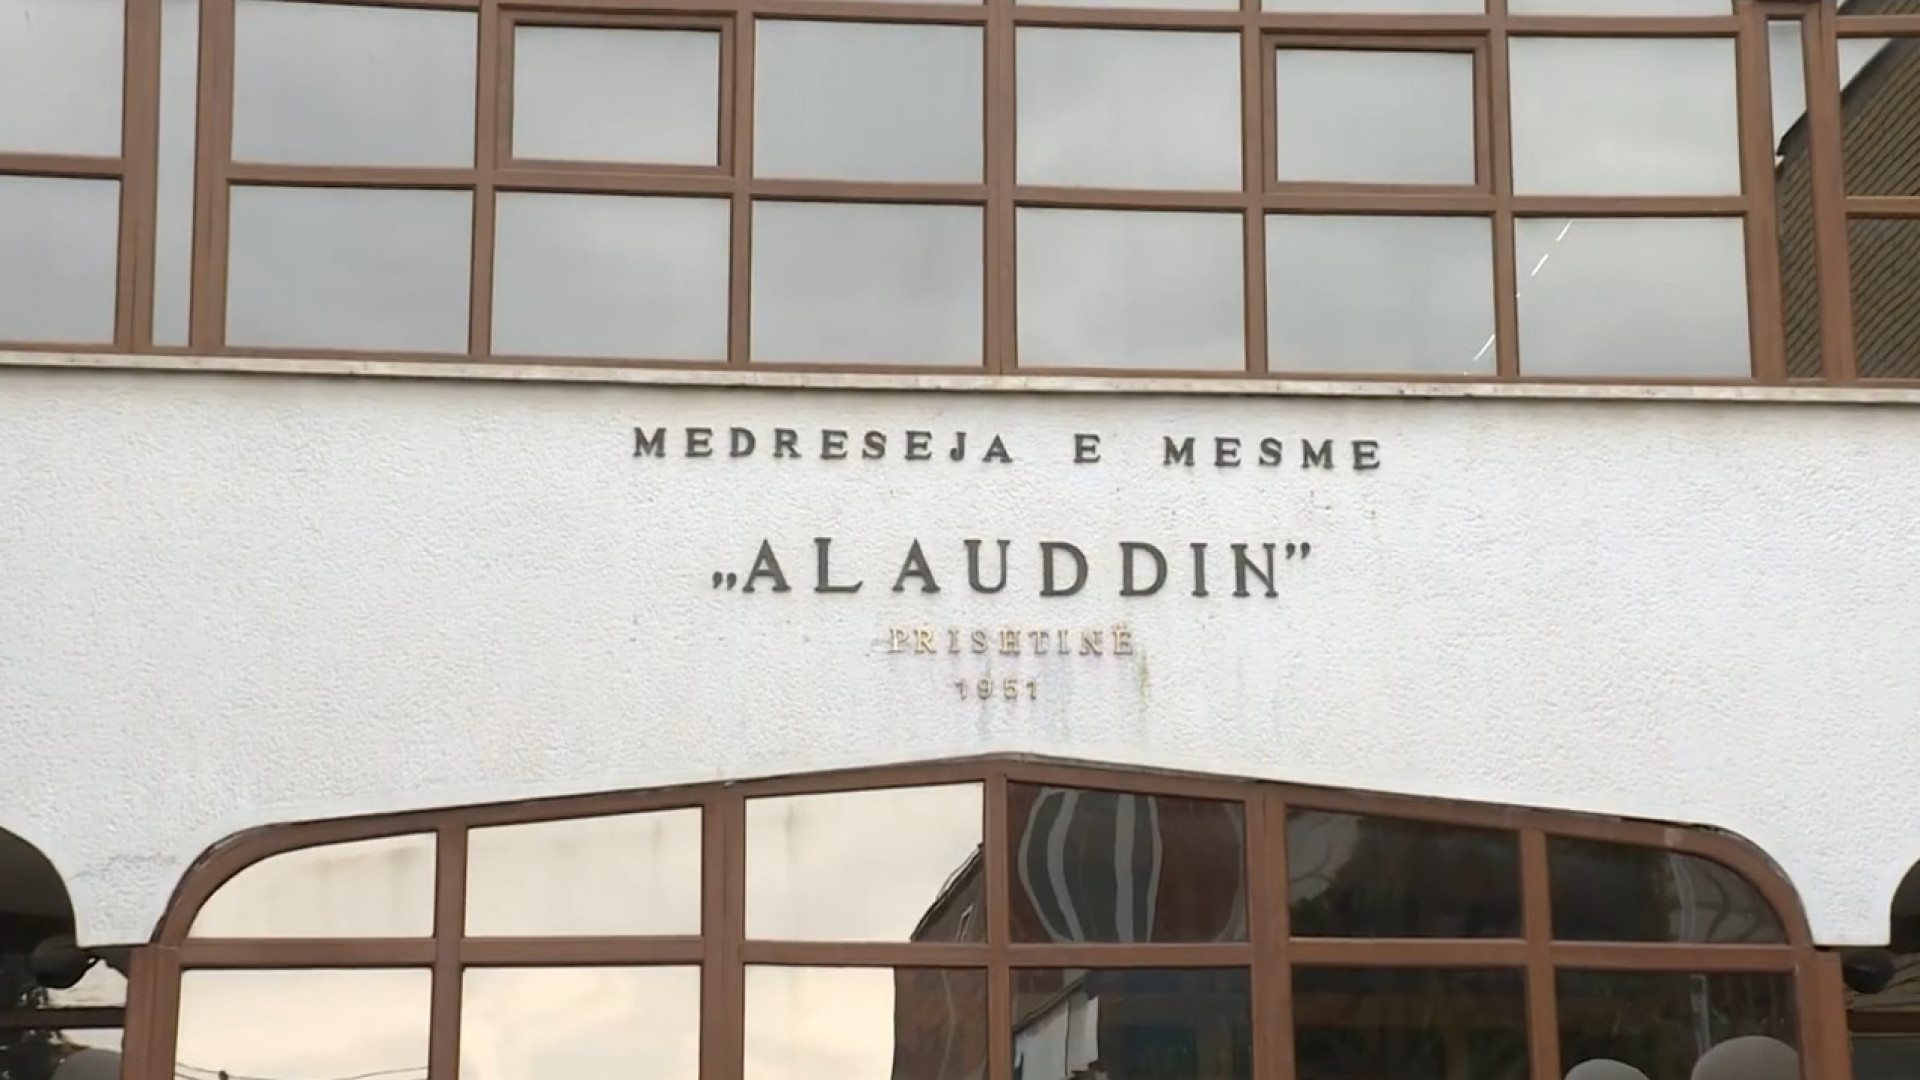 MEDRESEJA E MESME
„ALAUDDIN”
PRISHTINË
1951